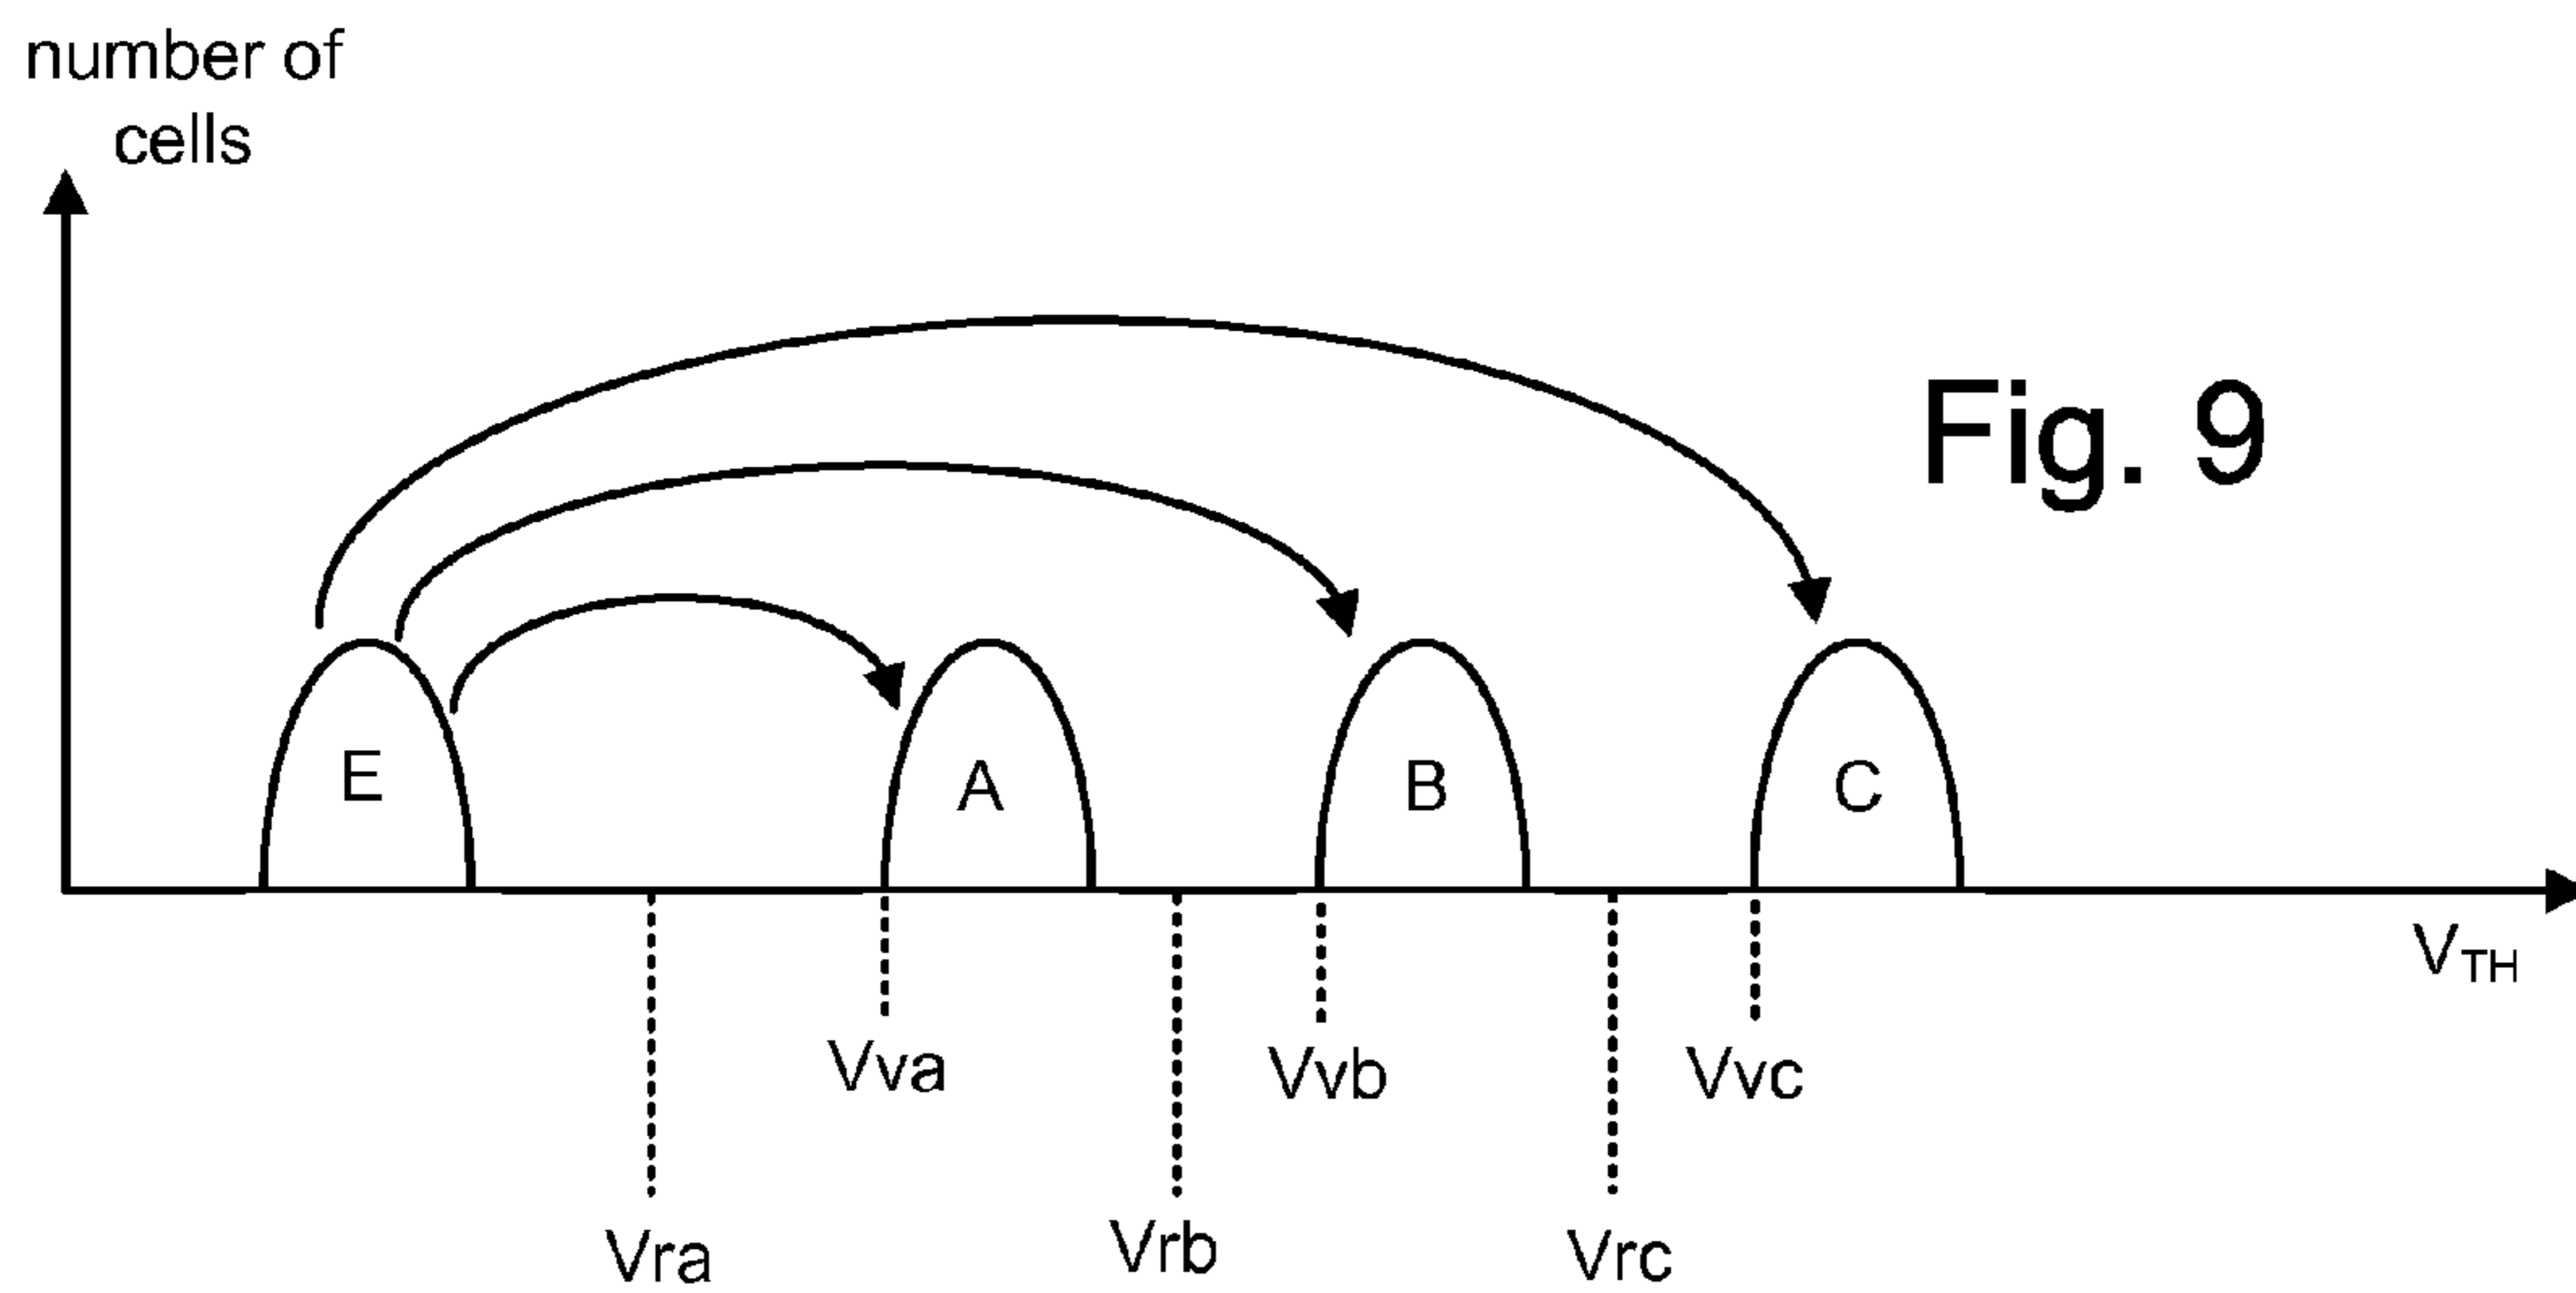 number of
cells
Fig. 9
E
A
B
C
VTH
Vva
Vvb
Vvc
Vra
Vrb
Vrc